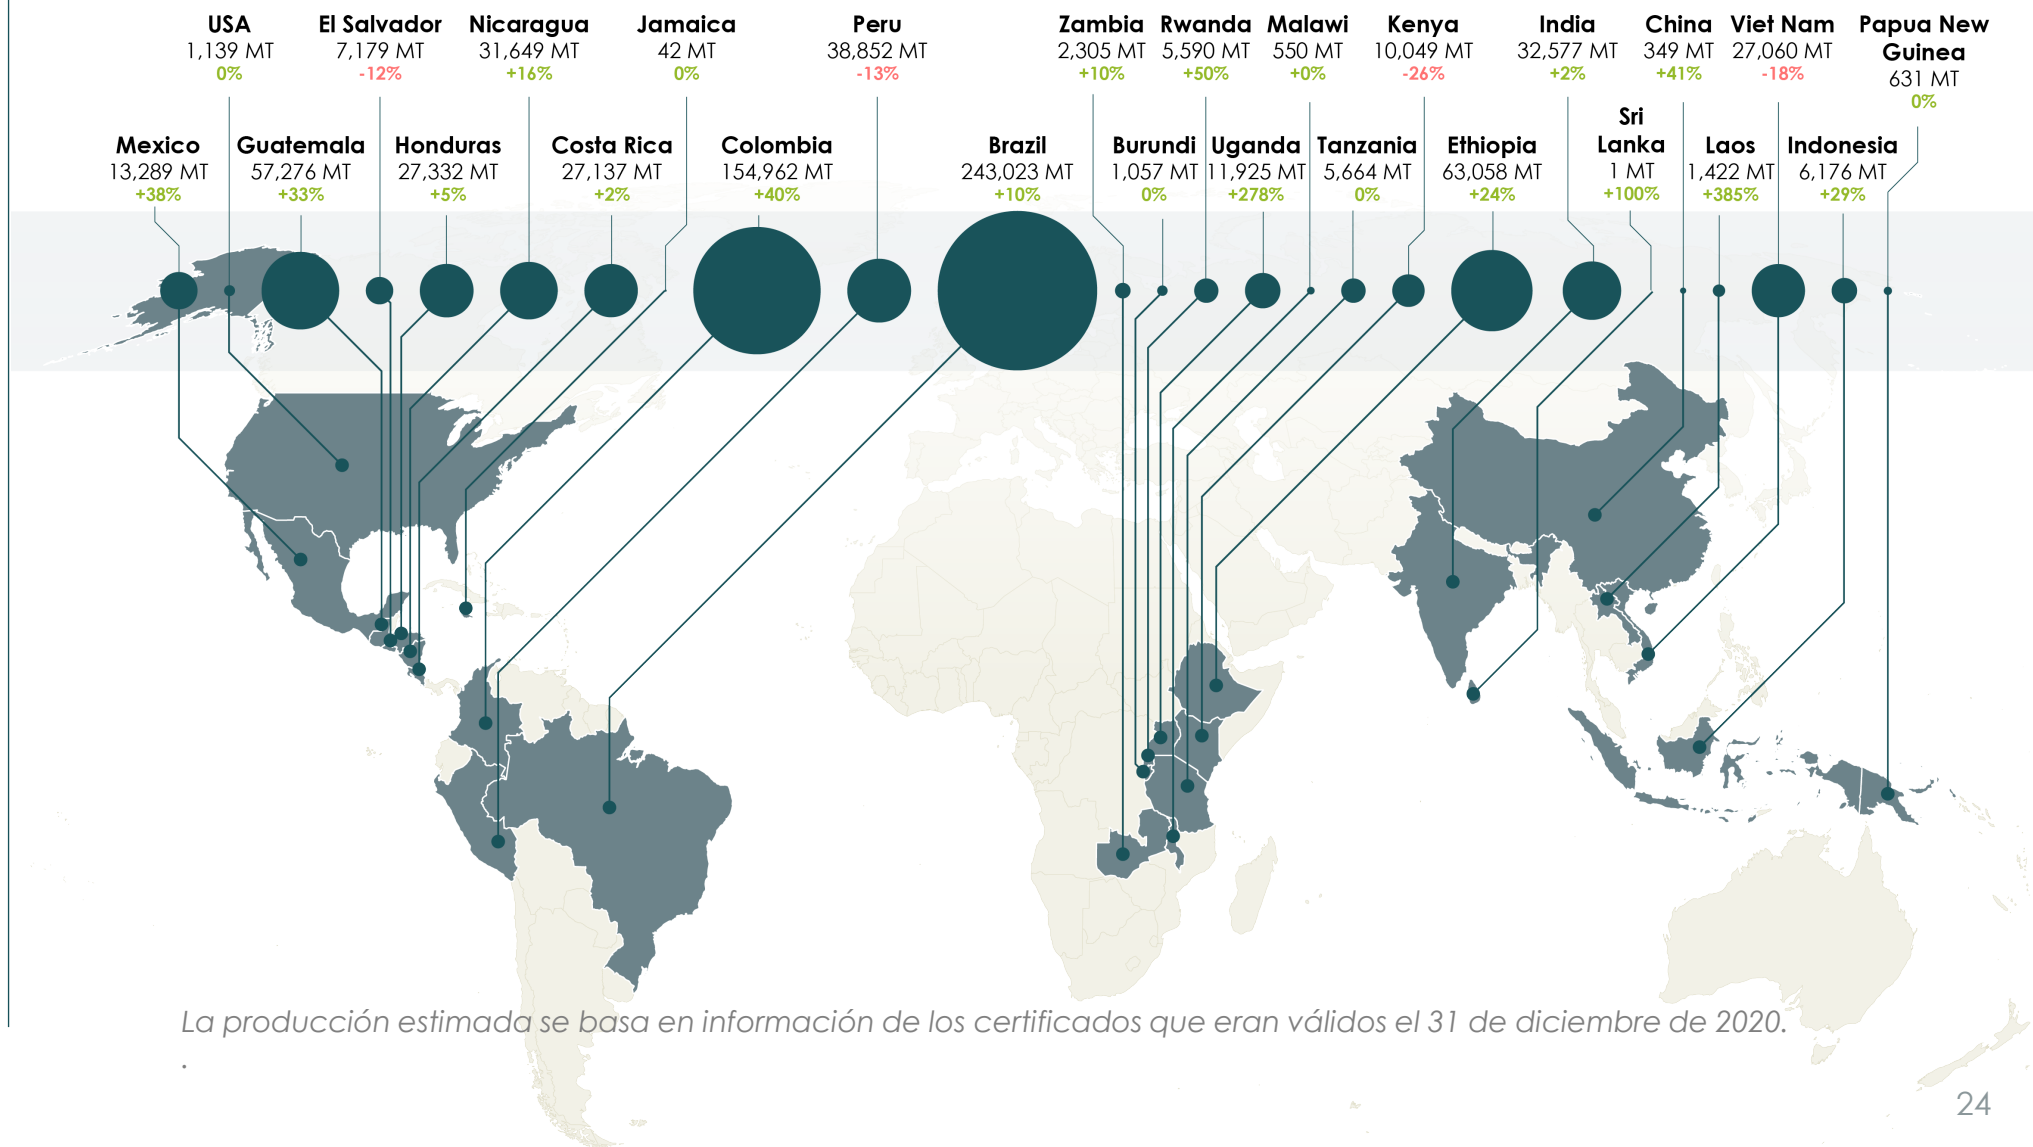 USA
1,139 MT
0%
El Salvador
7,179 MT
-12%
Nicaragua
31,649 MT
+16%
Jamaica
42 MT
0%
Peru
38,852 MT
-13%
Zambia
2,305 MT
+10%
Rwanda
5,590 MT
+50%
Malawi
550 MT
+0%
Kenya
10,049 MT
-26%
India
32,577 MT
+2%
China
349 MT
+41%
Viet Nam
27,060 MT
-18%
Papua New
Guinea
631 MT
0%
Mexico
13,289 MT
+38%
Guatemala
57,276 MT
+33%
Honduras
27,332 MT
+5%
Costa Rica
27,137 MT
+2%
Colombia
154,962 MT
+40%
Brazil
243,023 MT
+10%
Burundi
1,057 MT
0%
Uganda
11,925 MT
+278%
Tanzania
5,664 MT
0%
Ethiopia
63,058 MT
+24%
Sri
Lanka
1 MT
+100%
Laos
1,422 MT
+385%
Indonesia
6,176 MT
+29%
La producción estimada se basa en información de los certificados que eran válidos el 31 de diciembre de 2020.
.
24